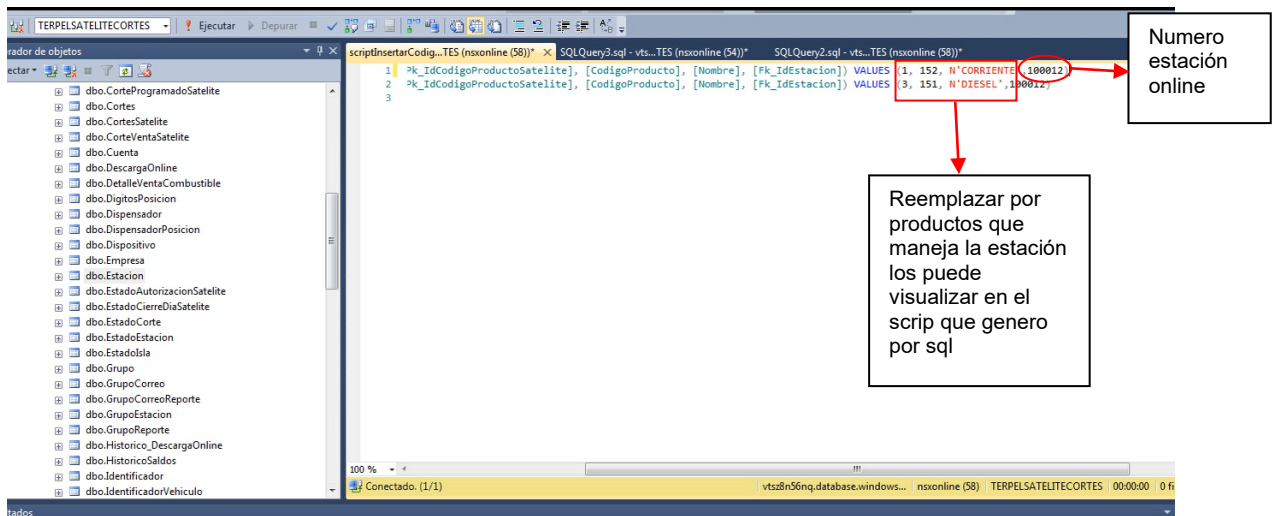 TERPELSATELITECORTES
Ejecutar
Depurar
rador de objetos
ectar
dbo.CorteProgramadoSatelite
dbo.Cortes
dbo.CortesSatelite
dbo.CorteVentaSatelite
dbo.Cuenta
dbo.DescargaOnline
dbo.DetalleVentaCombustible
dbo.DigitosPosicion
dbo.Dispensador
dbo.DispensadorPosicion
dbo.Dispositivo
dbo.Empresa
dbo.Estacion
dbo.EstadoAutorizacionSatelite
dbo.EstadoCierreDiaSatelite
dbo.EstadoCorte
dbo.EstadoEstacion
dbo.EstadoIsla
dbo.Grupo
dbo.GrupoCorreo
dbo.GrupoCorreoReporte
dbo.GrupoEstacion
dbo.GrupoReporte
dbo.Historico_DescargaOnline
dbo.HistoricoSaldos
dbo.Identificador
dbo.IdentificadorVehiculo
tados
scriptInsertarCodig...TES (nsxonline (58))*
SQLQuery3.sql - vts...TES (nsxonline (54))*
SQLQuery2.sql - vts...TES (nsxonline (58))*
1 Pk_IdCodigoProductoSatelite], [CodigoProducto], [Nombre], [Fk_IdEstacion]) VALUES (1, 152, N'CORRIENTE',100012)
2 Pk_IdCodigoProductoSatelite], [CodigoProducto], [Nombre], [Fk_IdEstacion]) VALUES (3, 151, N'DIESEL',100012)
3
100 %
Conectado. (1/1)
vtsz8n56nq.database.windows...
nsxonline (58)
TERPELSATELITECORTES
00:00:00
0 fi
Numero
estación
online
Reemplazar por
productos que
maneja la estación
los puede
visualizar en el
scrip que genero
por sql